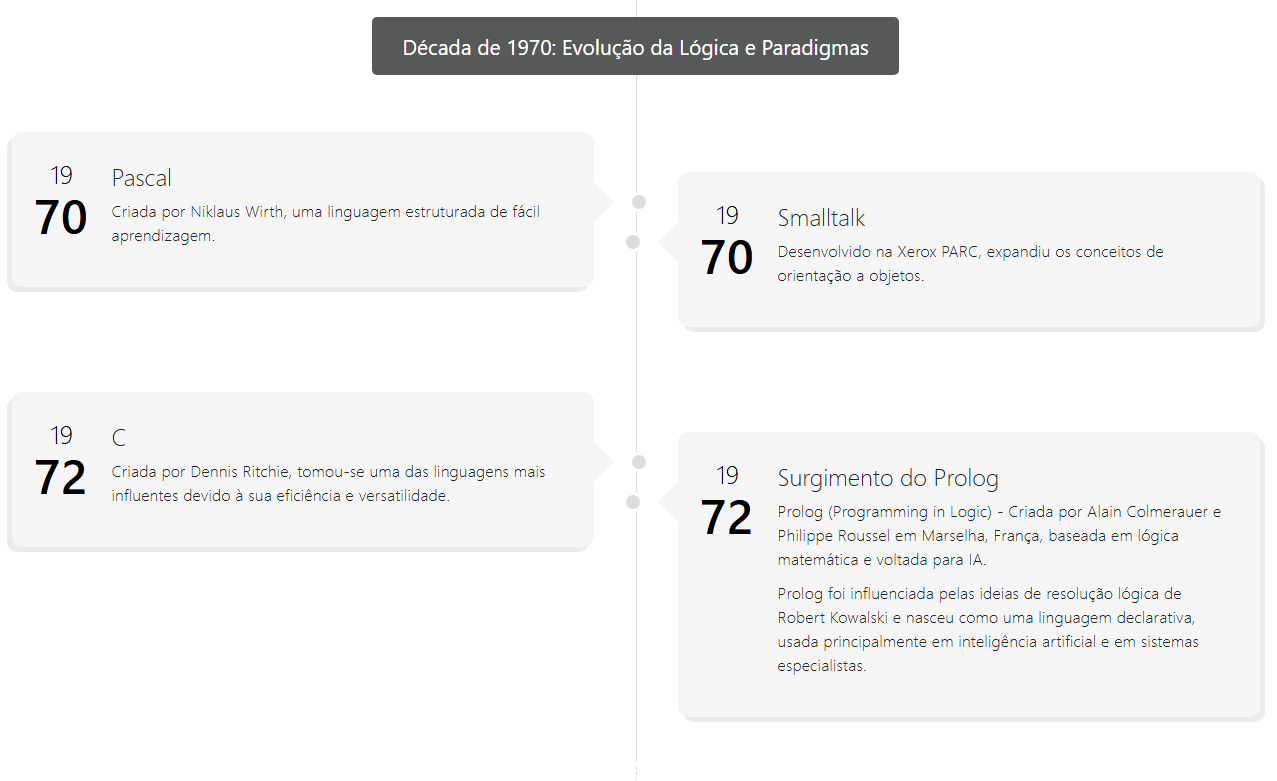 Década de 1970: Evolução da Lógica e Paradigmas
19
70
Pascal
Criada por Niklaus Wirth, uma linguagem estruturada de fácil
aprendizagem.
19
70
Smalltalk
Desenvolvido na Xerox PARC, expandiu os conceitos de
orientação a objetos.
19
72
C
Criada por Dennis Ritchie, tornou-se uma das linguagens mais
influentes devido à sua eficiência e versatilidade.
19
72
Surgimento do Prolog
Prolog (Programming in Logic) - Criada por Alain Colmerauer e
Philippe Roussel em Marselha, França, baseada em lógica
matemática e voltada para IA.
Prolog foi influenciada pelas ideias de resolução lógica de
Robert Kowalski e nasceu como uma linguagem declarativa,
usada principalmente em inteligência artificial e em sistemas
especialistas.